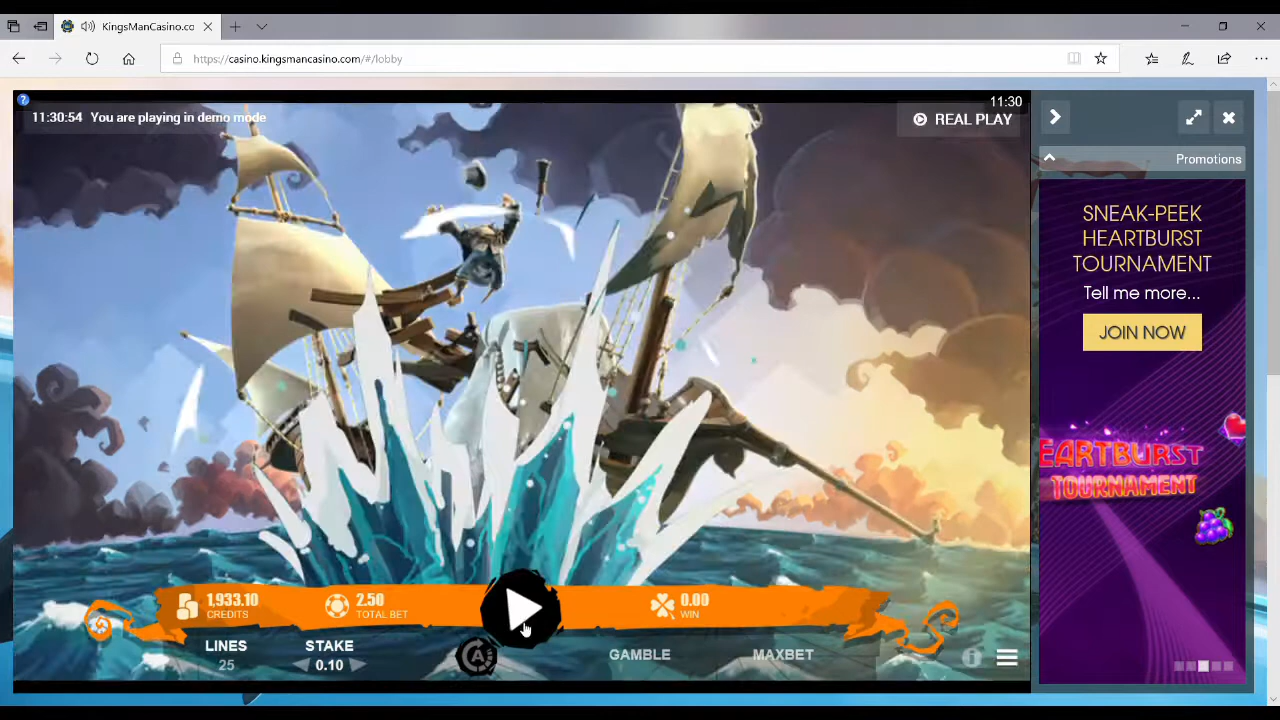 KingsManCasino.co
https://casino.kingsmancasino.com/#/lobby
?
11:30:54 You are playing in demo mode
11:30
REAL PLAY
Promotions
SNEAK-PEEK
HEARTBURST
TOURNAMENT
Tell me more...
JOIN NOW
EARTBURST
TOURNAMENT
1,933.10
CREDITS
2.50
TOTAL BET
0.00
WIN
LINES
25
STAKE
0.10
A
GAMBLE
MAXBET
i